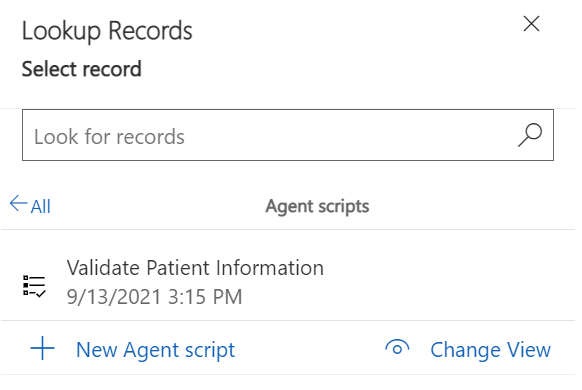 Lookup Records
Select record
Look for records
All Agent scripts
Validate Patient Information
9/13/2021 3:15 PM
New Agent script Change View